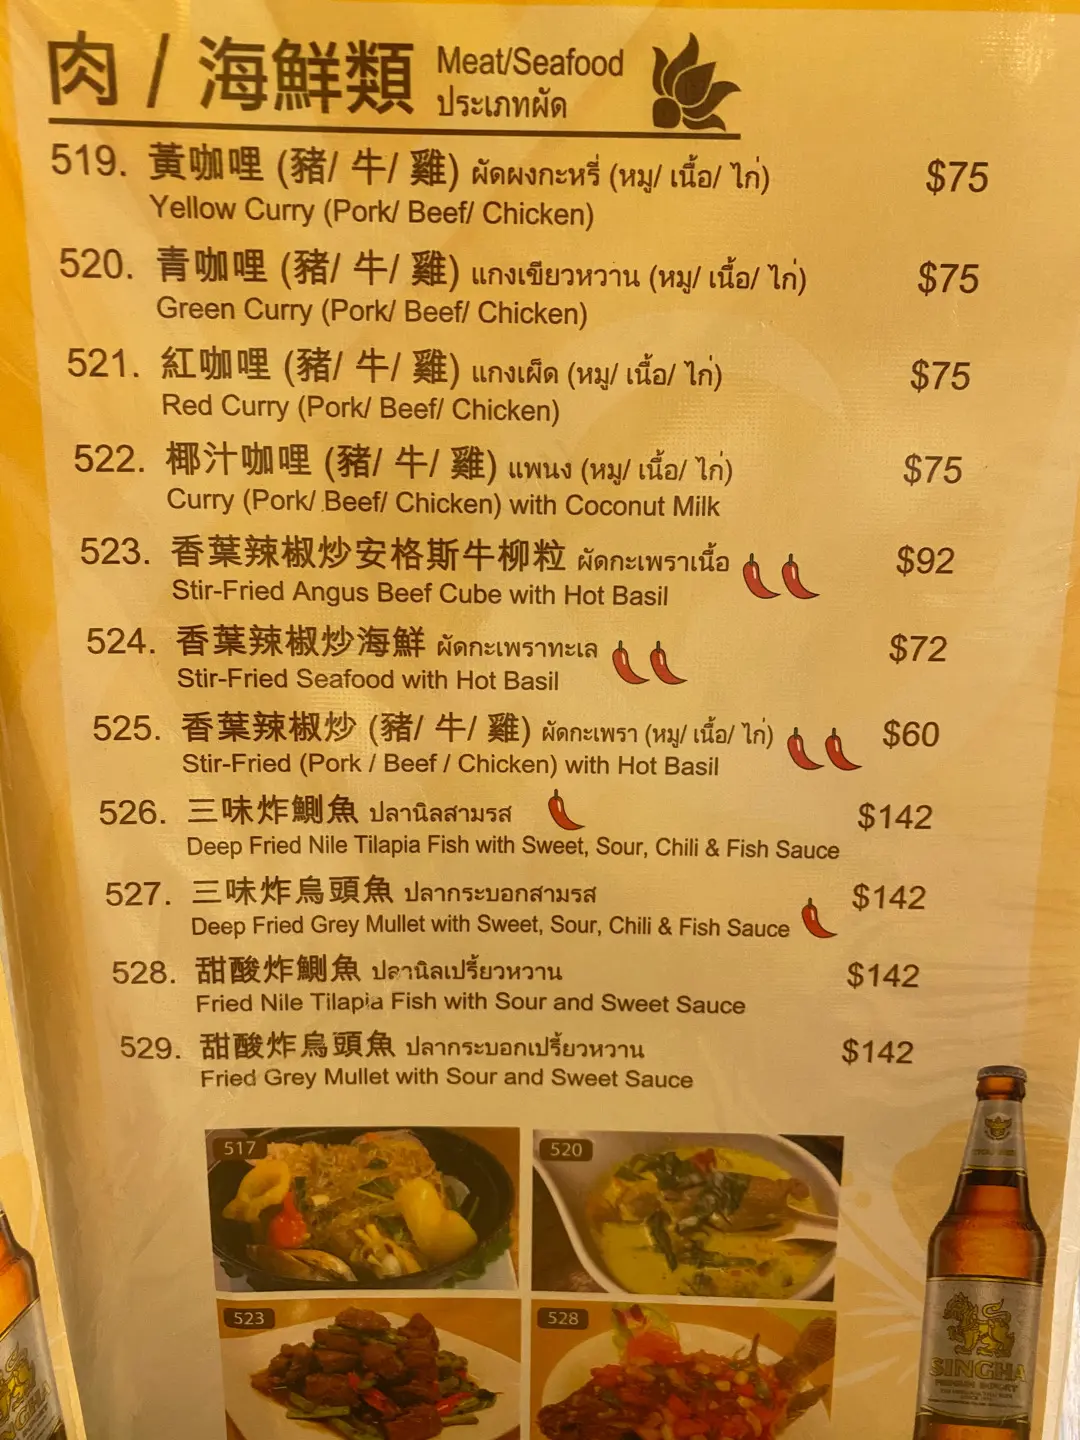 肉 / 海鮮類 Meat/Seafood
ประเภทผัด
519. 黃咖哩 (豬/ 牛/ 雞) ผัดผงกะหรี่ (หมู/ เนื้อ/ ไก่) $75
Yellow Curry (Pork/ Beef/ Chicken)
520. 青咖哩 (豬/ 牛/ 雞) แกงเขียวหวาน (หมู/ เนื้อ/ ไก่) $75
Green Curry (Pork/ Beef/ Chicken)
521. 紅咖哩 (豬/ 牛/ 雞) แกงเผ็ด (หมู/ เนื้อ/ ไก่) $75
Red Curry (Pork/ Beef/ Chicken)
522. 椰汁咖哩 (豬/ 牛/ 雞) แพนง (หมู/ เนื้อ/ ไก่) $75
Curry (Pork/ Beef/ Chicken) with Coconut Milk
523. 香葉辣椒炒安格斯牛柳粒 ผัดกะเพราเนื้อ $92
Stir-Fried Angus Beef Cube with Hot Basil
524. 香葉辣椒炒海鮮 ผัดกะเพราทะเล $72
Stir-Fried Seafood with Hot Basil
525. 香葉辣椒炒 (豬/ 牛/ 雞) ผัดกะเพรา (หมู/ เนื้อ/ ไก่) $60
Stir-Fried (Pork / Beef / Chicken) with Hot Basil
526. 三味炸鰂魚 ปลานิลสามรส $142
Deep Fried Nile Tilapia Fish with Sweet, Sour, Chili & Fish Sauce
527. 三味炸烏頭魚 ปลากระบอกสามรส $142
Deep Fried Grey Mullet with Sweet, Sour, Chili & Fish Sauce
528. 甜酸炸鰂魚 ปลานิลเปรี้ยวหวาน $142
Fried Nile Tilapia Fish with Sour and Sweet Sauce
529. 甜酸炸烏頭魚 ปลากระบอกเปรี้ยวหวาน $142
Fried Grey Mullet with Sour and Sweet Sauce
517
520
523
528
SINGHA